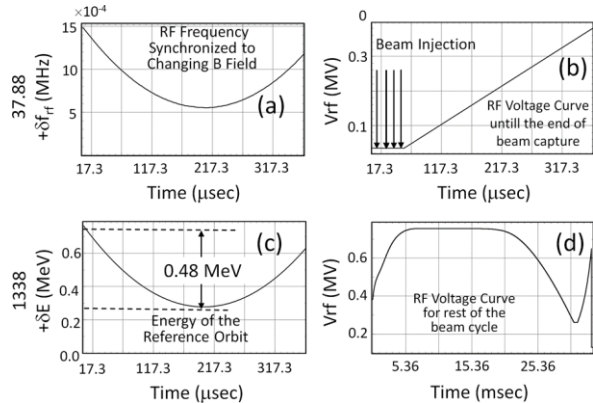 ×10⁻⁴
15
10
5
37.88
+δf_rf (MHz)
RF Frequency
Synchronized to
Changing B Field
(a)
17.3 117.3 217.3 317.3
Time (μsec)
0.3
0.1
Vrf (MV)
Beam Injection
(b)
RF Voltage Curve
untill the end of
beam capture
17.3 117.3 217.3 317.3
Time (μsec)
0.6
0.4
0.2
0.0
1338
+δE (MeV)
(c)
0.48 MeV
Energy of the
Reference Orbit
17.3 117.3 217.3 317.3
Time (μsec)
0.6
0.4
0.2
Vrf (MV)
(d)
RF Voltage Curve
for rest of the
beam cycle
5.36 15.36 25.36
Time (msec)